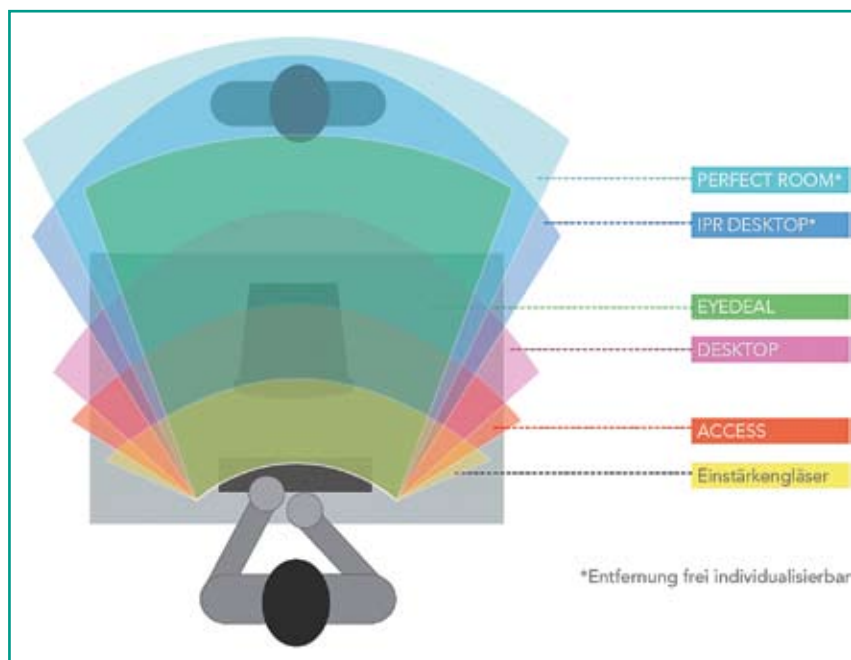 PERFECT ROOM*
IPR DESKTOP*
EYEDEAL
DESKTOP
ACCESS
Einstärkengläser
*Entfernung frei individualisierbar